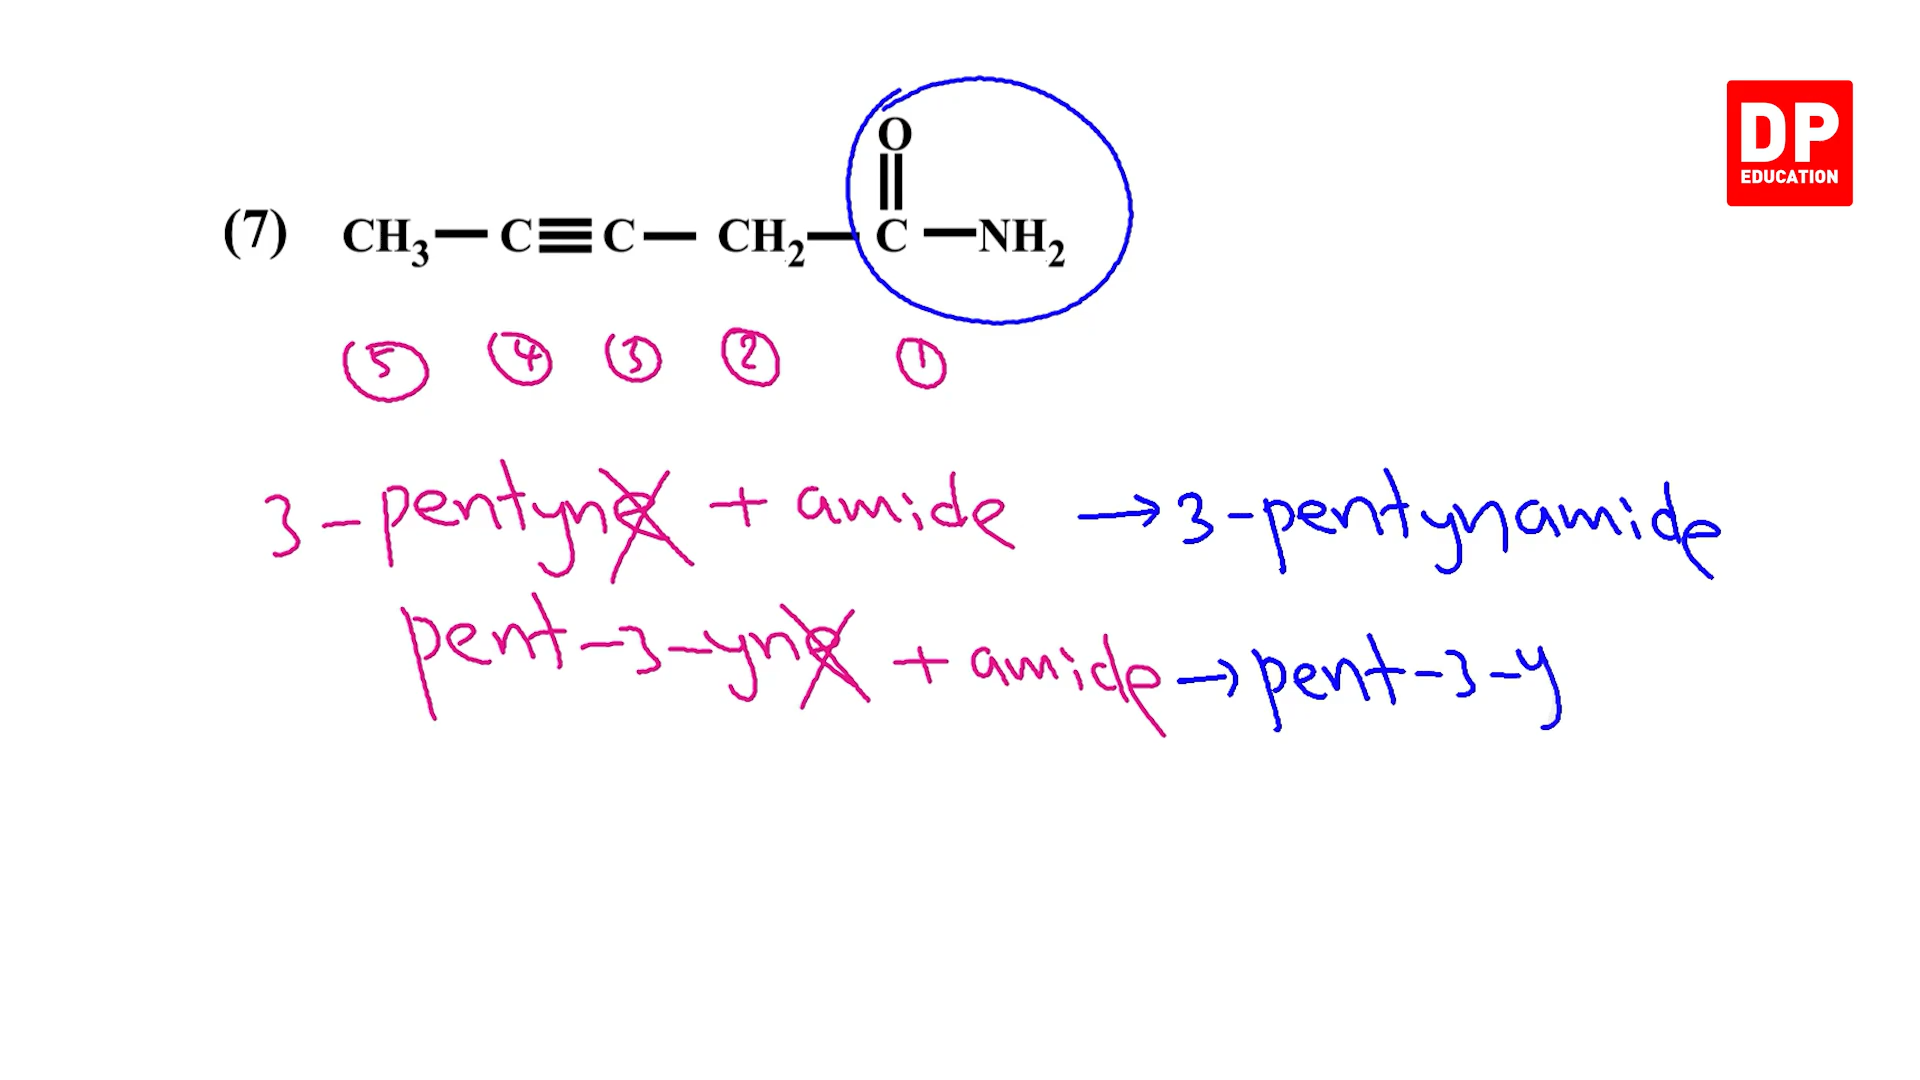 DP
EDUCATION
O
(7) CH₃—C≡C—CH₂—C—NH₂
5 4 3 2 1
3-pentyne + amide → 3-pentynamide
pent-3-yne + amide → pent-3-y